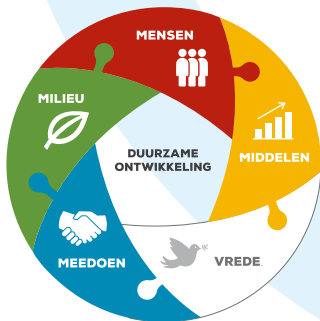 MENSEN
MILIEU
MIDDELEN
DUURZAME
ONTWIKKELING
MEEDOEN
VREDE